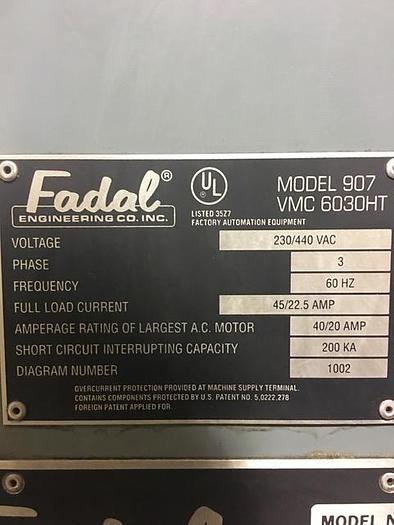 Fadal®
ENGINEERING CO. INC.
UL
LISTED 35Z7
FACTORY AUTOMATION EQUIPMENT
MODEL 907
VMC 6030HT
VOLTAGE 230/440 VAC
PHASE 3
FREQUENCY 60 HZ
FULL LOAD CURRENT 45/22.5 AMP
AMPERAGE RATING OF LARGEST A.C. MOTOR 40/20 AMP
SHORT CIRCUIT INTERRUPTING CAPACITY 200 KA
DIAGRAM NUMBER 1002
OVERCURRENT PROTECTION PROVIDED AT MACHINE SUPPLY TERMINAL.
CONTAINS COMPONENTS PROTECTED BY U.S. PATENT NO. 5,0222.278
FOREIGN PATENT APPLIED FOR.
MODEL N